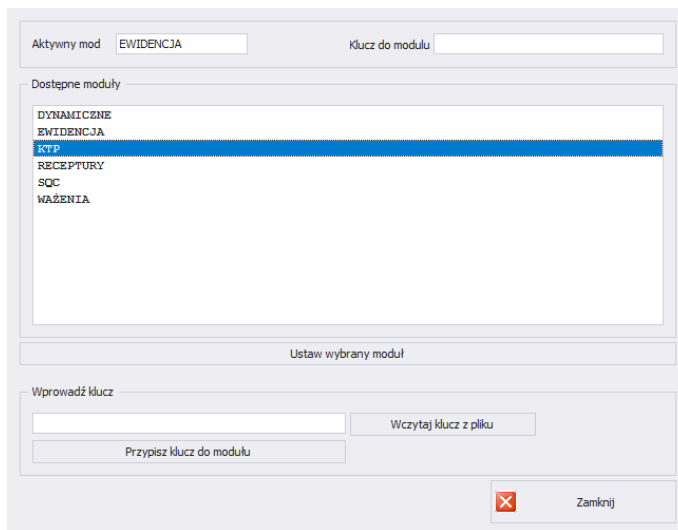 Aktywny mod EWIDENCJA Klucz do modulu
Dostępne moduły
DYNAMICZNE
EWIDENCJA
KTP
RECEPTURY
SQC
WAŻENIA
Ustaw wybrany moduł
Wprowadź klucz
Wczytaj klucz z pliku
Przypisz klucz do modułu
Zamknij